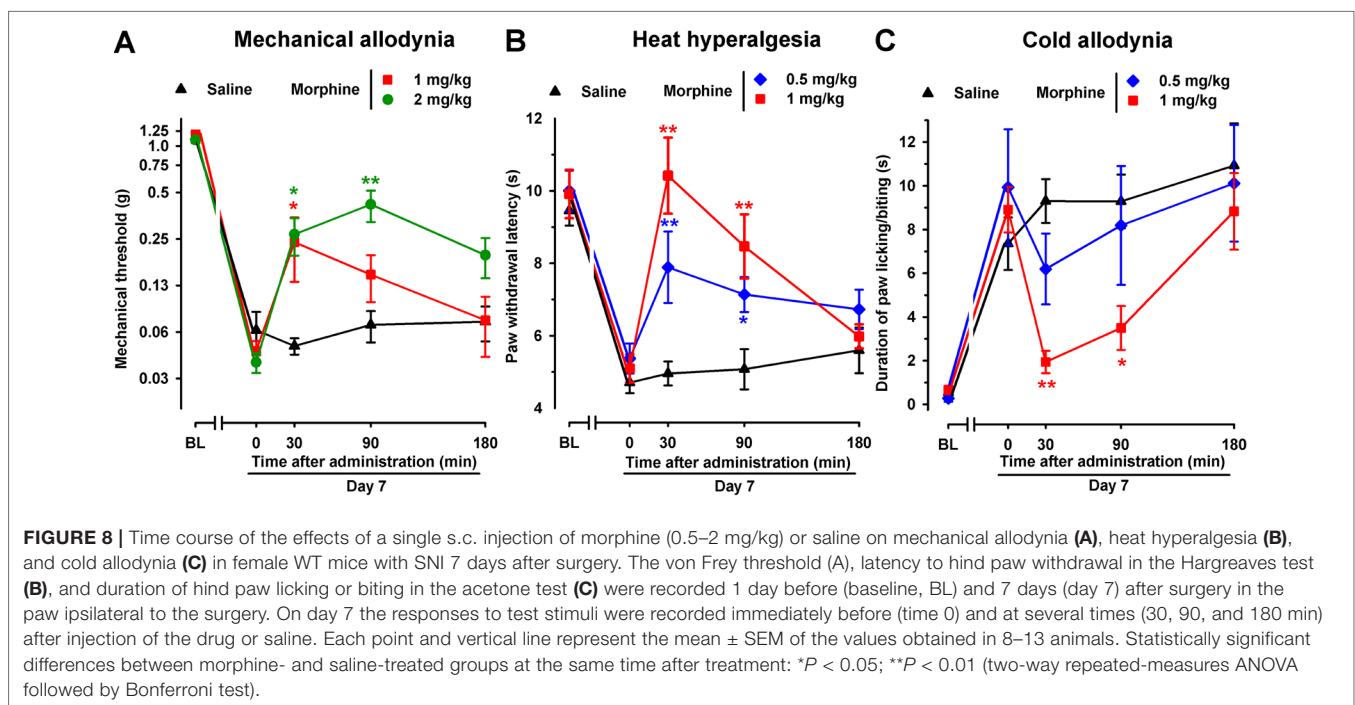 A Mechanical allodynia
B Heat hyperalgesia
C Cold allodynia
Saline Morphine 1 mg/kg
2 mg/kg
Saline Morphine 0.5 mg/kg
1 mg/kg
Saline Morphine 0.5 mg/kg
1 mg/kg
Mechanical threshold (g)
1.25
1.0
0.75
0.5
0.25
0.13
0.06
0.03
*
*
**
BL 0 30 90 180
Time after administration (min)
Day 7
Paw withdrawal latency (s)
12
10
8
6
4
**
**
**
*
BL 0 30 90 180
Time after administration (min)
Day 7
Duration of paw licking/biting (s)
12
10
8
6
4
2
0
**
*
BL 0 30 90 180
Time after administration (min)
Day 7
FIGURE 8 | Time course of the effects of a single s.c. injection of morphine (0.5–2 mg/kg) or saline on mechanical allodynia (A), heat hyperalgesia (B),
and cold allodynia (C) in female WT mice with SNI 7 days after surgery. The von Frey threshold (A), latency to hind paw withdrawal in the Hargreaves test
(B), and duration of hind paw licking or biting in the acetone test (C) were recorded 1 day before (baseline, BL) and 7 days (day 7) after surgery in the
paw ipsilateral to the surgery. On day 7 the responses to test stimuli were recorded immediately before (time 0) and at several times (30, 90, and 180 min)
after injection of the drug or saline. Each point and vertical line represent the mean ± SEM of the values obtained in 8–13 animals. Statistically significant
differences between morphine- and saline-treated groups at the same time after treatment: *P < 0.05; **P < 0.01 (two-way repeated-measures ANOVA
followed by Bonferroni test).